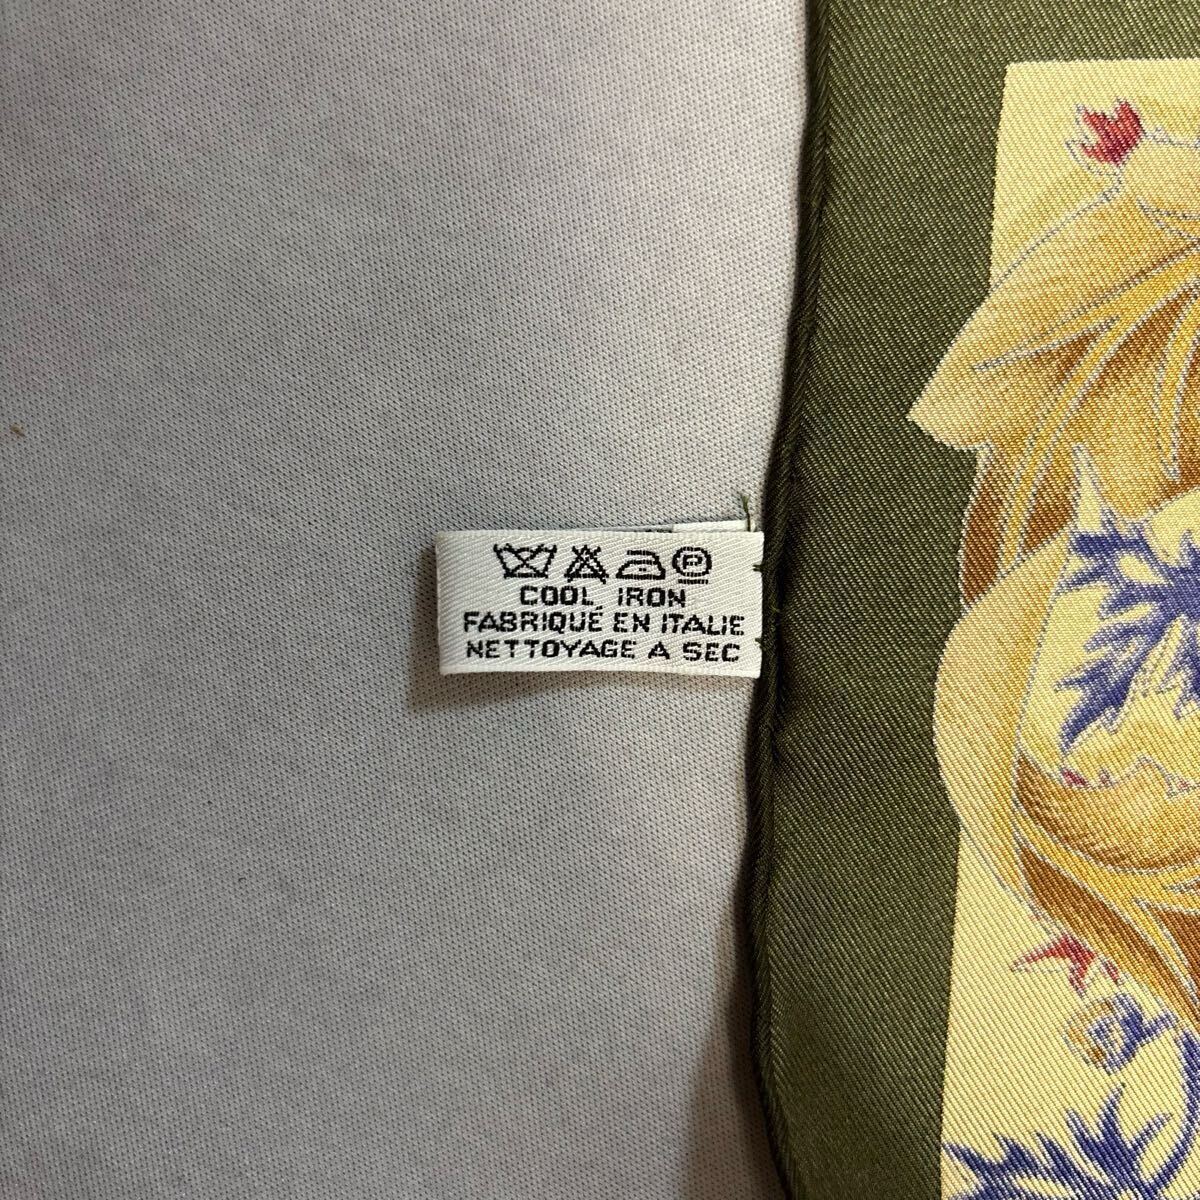 P
COOL IRON
FABRIQUÉ EN ITALIE
NETTOYAGE A SEC